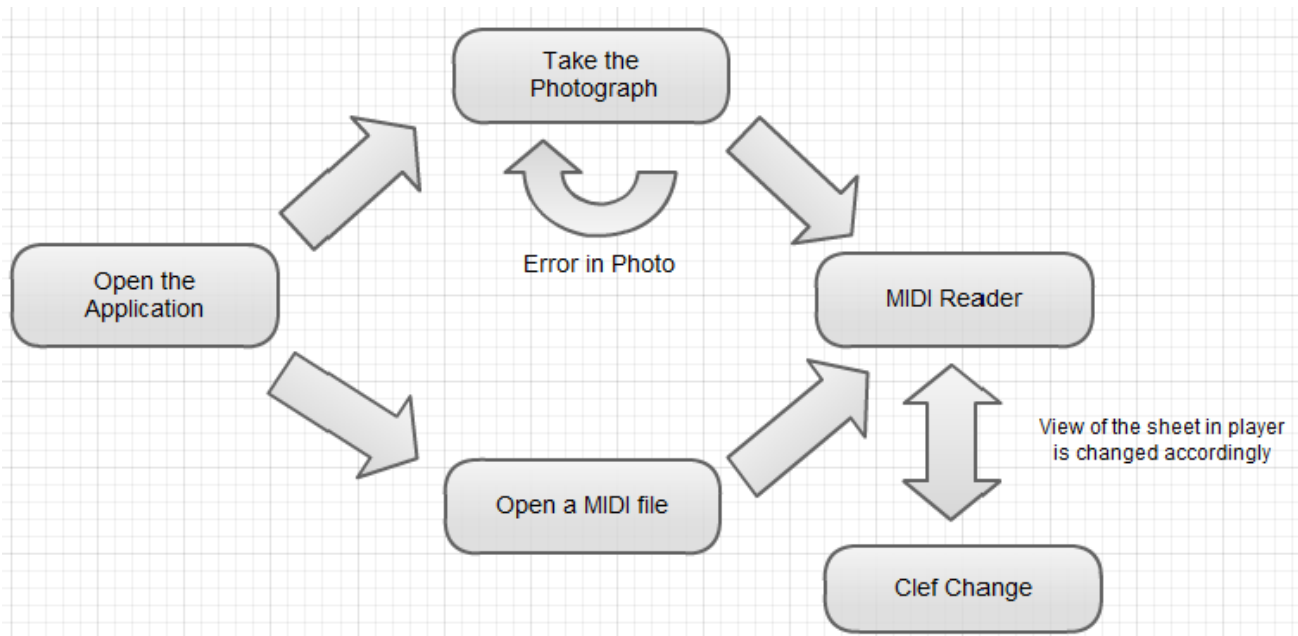 Take the
Photograph
Error in Photo
Open the
Application
MIDI Reader
View of the sheet in player
is changed accordingly
Open a MIDI file
Clef Change